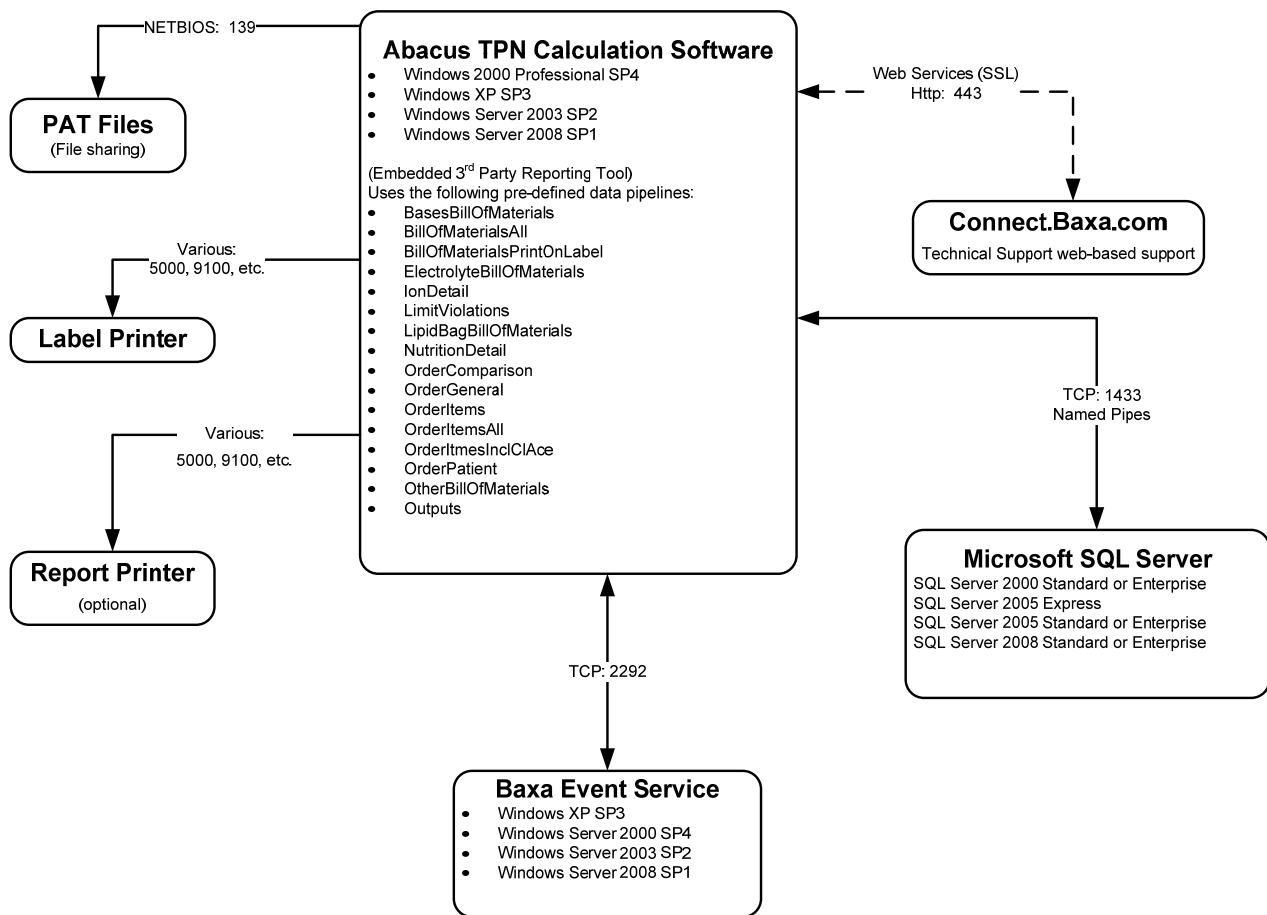 NETBIOS: 139
PAT Files
(File sharing)
Various:
5000, 9100, etc.
Label Printer
Various:
5000, 9100, etc.
Report Printer
(optional)
Abacus TPN Calculation Software
• Windows 2000 Professional SP4
• Windows XP SP3
• Windows Server 2003 SP2
• Windows Server 2008 SP1
(Embedded 3rd Party Reporting Tool)
Uses the following pre-defined data pipelines:
• BasesBillOfMaterials
• BillOfMaterialsAll
• BillOfMaterialsPrintOnLabel
• ElectrolyteBillOfMaterials
• IonDetail
• LimitViolations
• LipidBagBillOfMaterials
• NutritionDetail
• OrderComparison
• OrderGeneral
• OrderItems
• OrderItemsAll
• OrderItmesInclClAce
• OrderPatient
• OtherBillOfMaterials
• Outputs
Web Services (SSL)
Http: 443
Connect.Baxa.com
Technical Support web-based support
TCP: 1433
Named Pipes
Microsoft SQL Server
SQL Server 2000 Standard or Enterprise
SQL Server 2005 Express
SQL Server 2005 Standard or Enterprise
SQL Server 2008 Standard or Enterprise
TCP: 2292
Baxa Event Service
• Windows XP SP3
• Windows Server 2000 SP4
• Windows Server 2003 SP2
• Windows Server 2008 SP1